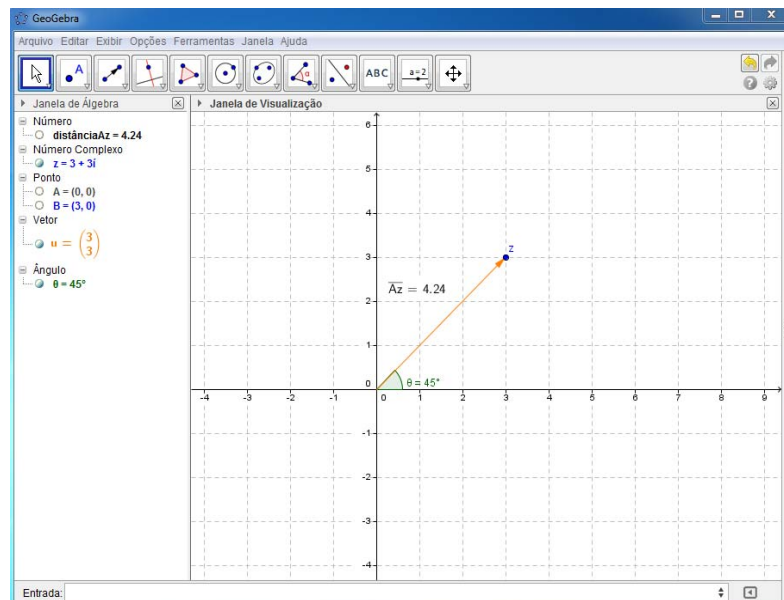 GeoGebra
Arquivo Editar Exibir Opções Ferramentas Janela Ajuda
A
α
ABC
a=2
Janela de Álgebra
Janela de Visualização
Número
distânciaAz = 4.24
Número Complexo
z = 3 + 3í
Ponto
A = (0, 0)
B = (3, 0)
Vetor
u = (3
3)
Ângulo
θ = 45°
6
5
4
3
z
Az = 4.24
2
1
0
θ = 45°
-4 -3 -2 -1 0 1 2 3 4 5 6 7 8 9
-1
-2
-3
-4
Entrada: